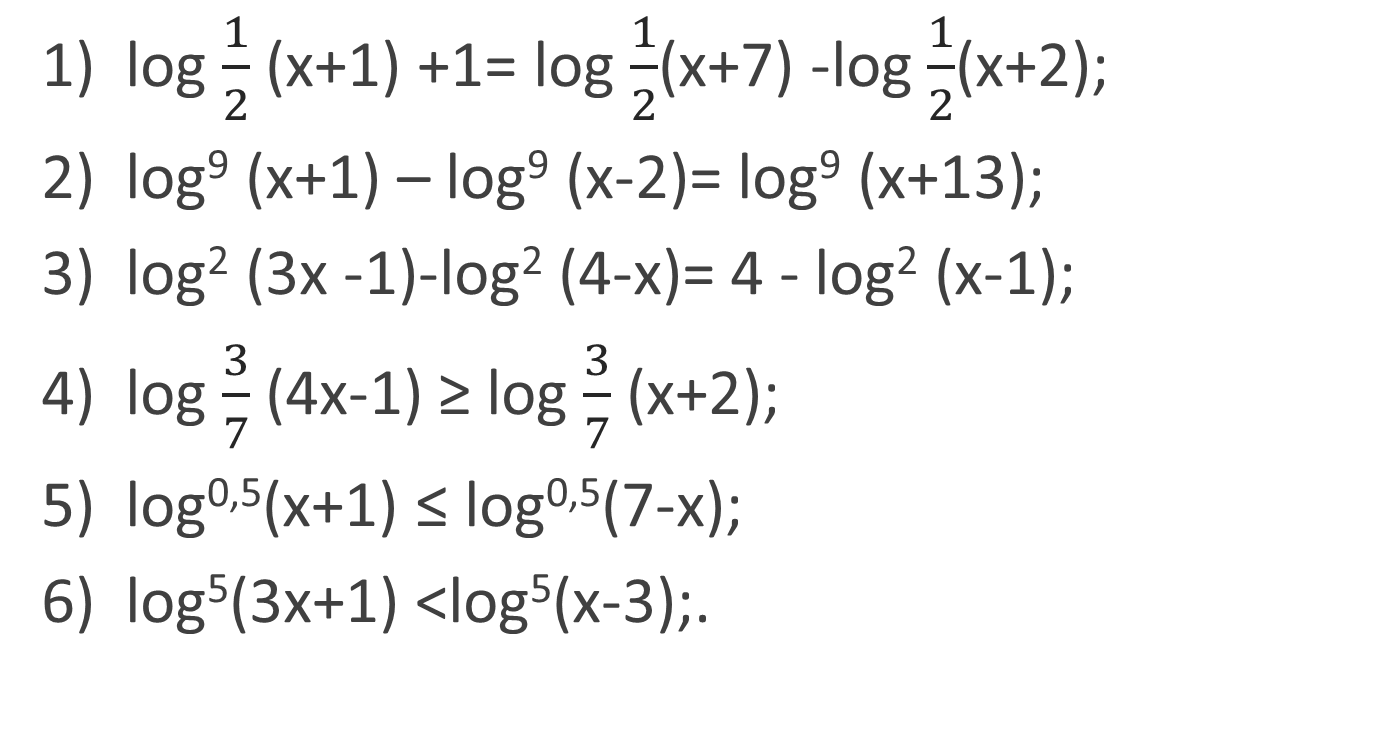 1) log 1/2 (x+1) +1= log 1/2(x+7) -log 1/2(x+2);
2) log⁹ (x+1) – log⁹ (x-2)= log⁹ (x+13);
3) log² (3x -1)-log² (4-x)= 4 - log² (x-1);
4) log 3/7 (4x-1) ≥ log 3/7 (x+2);
5) log⁰,⁵(x+1) ≤ log⁰,⁵(7-x);
6) log⁵(3x+1) <log⁵(x-3);.